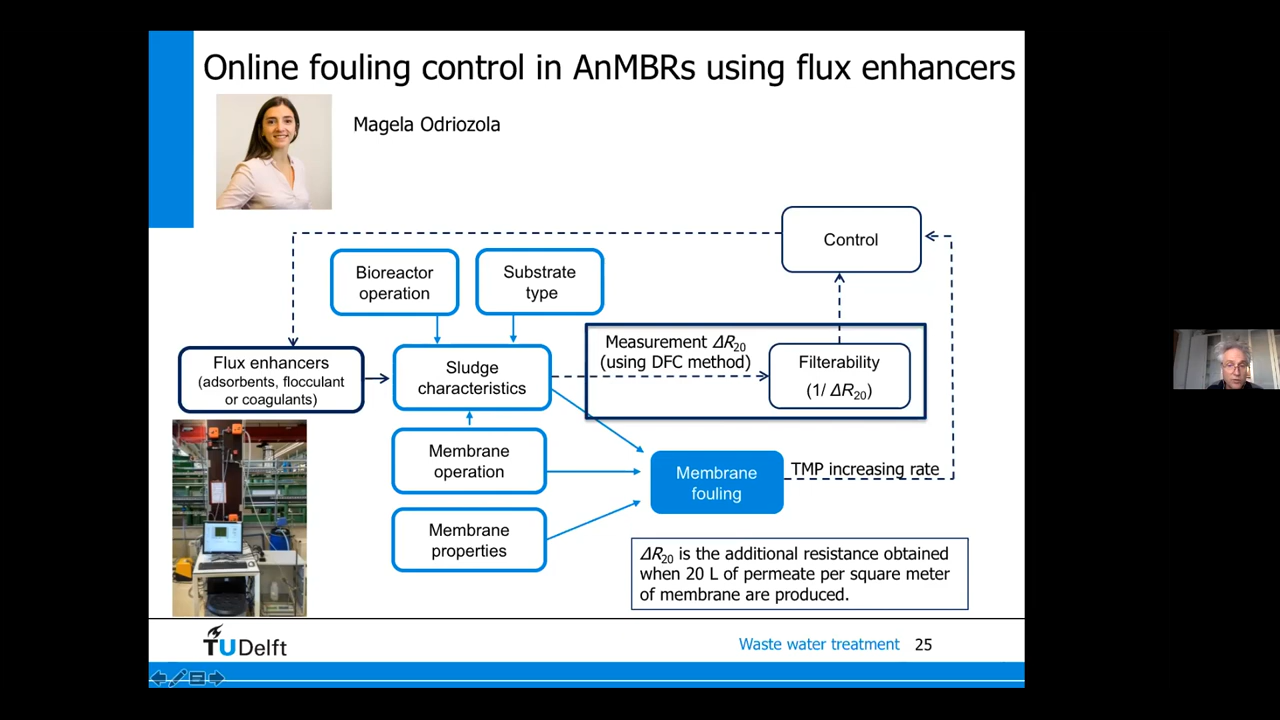 Online fouling control in AnMBRs using flux enhancers
Magela Odriozola
Control
Bioreactor
operation
Substrate
type
Measurement ΔR20
(using DFC method)
Filterability
(1/ ΔR20)
Flux enhancers
(adsorbents, flocculant
or coagulants)
Sludge
characteristics
Membrane
operation
Membrane
fouling
TMP increasing rate
Membrane
properties
ΔR20 is the additional resistance obtained
when 20 L of permeate per square meter
of membrane are produced.
TUDelft
Waste water treatment 25